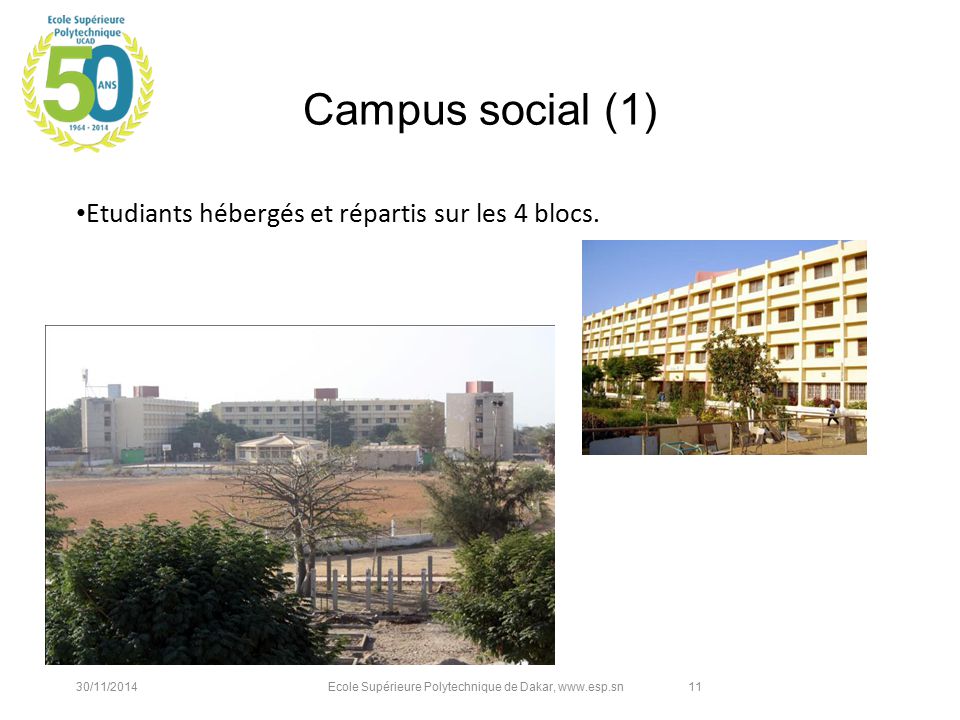 Ecole Supérieure
Polytechnique
UCAD
50
ANS
1964 - 2014
Campus social (1)
•Etudiants hébergés et répartis sur les 4 blocs.
30/11/2014 Ecole Supérieure Polytechnique de Dakar, www.esp.sn 11